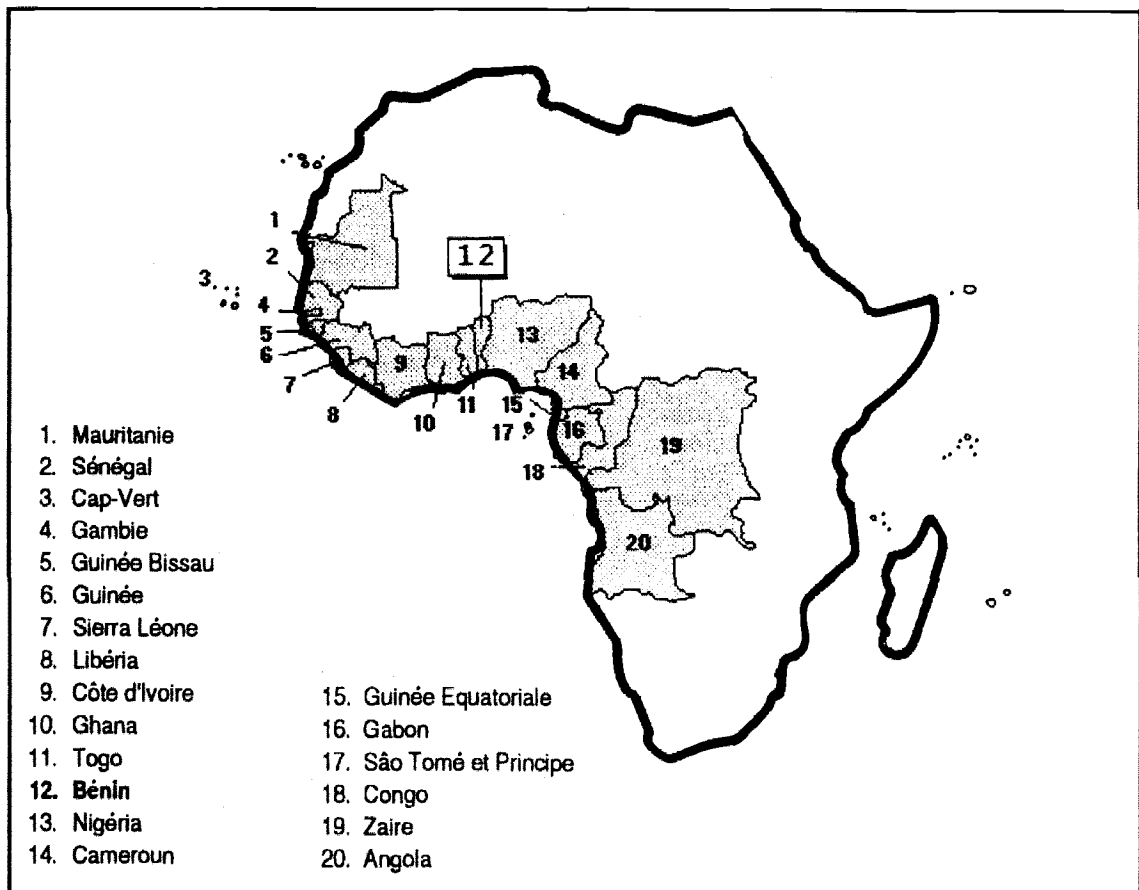 1
2
3
4
5
6
7
8
9
10
11
12
13
14
15
16
17
18
19
20
1. Mauritanie
2. Sénégal
3. Cap-Vert
4. Gambie
5. Guinée Bissau
6. Guinée
7. Sierra Léone
8. Libéria
9. Côte d'Ivoire
10. Ghana
11. Togo
12. Bénin
13. Nigéria
14. Cameroun
15. Guinée Equatoriale
16. Gabon
17. Sâo Tomé et Principe
18. Congo
19. Zaire
20. Angola